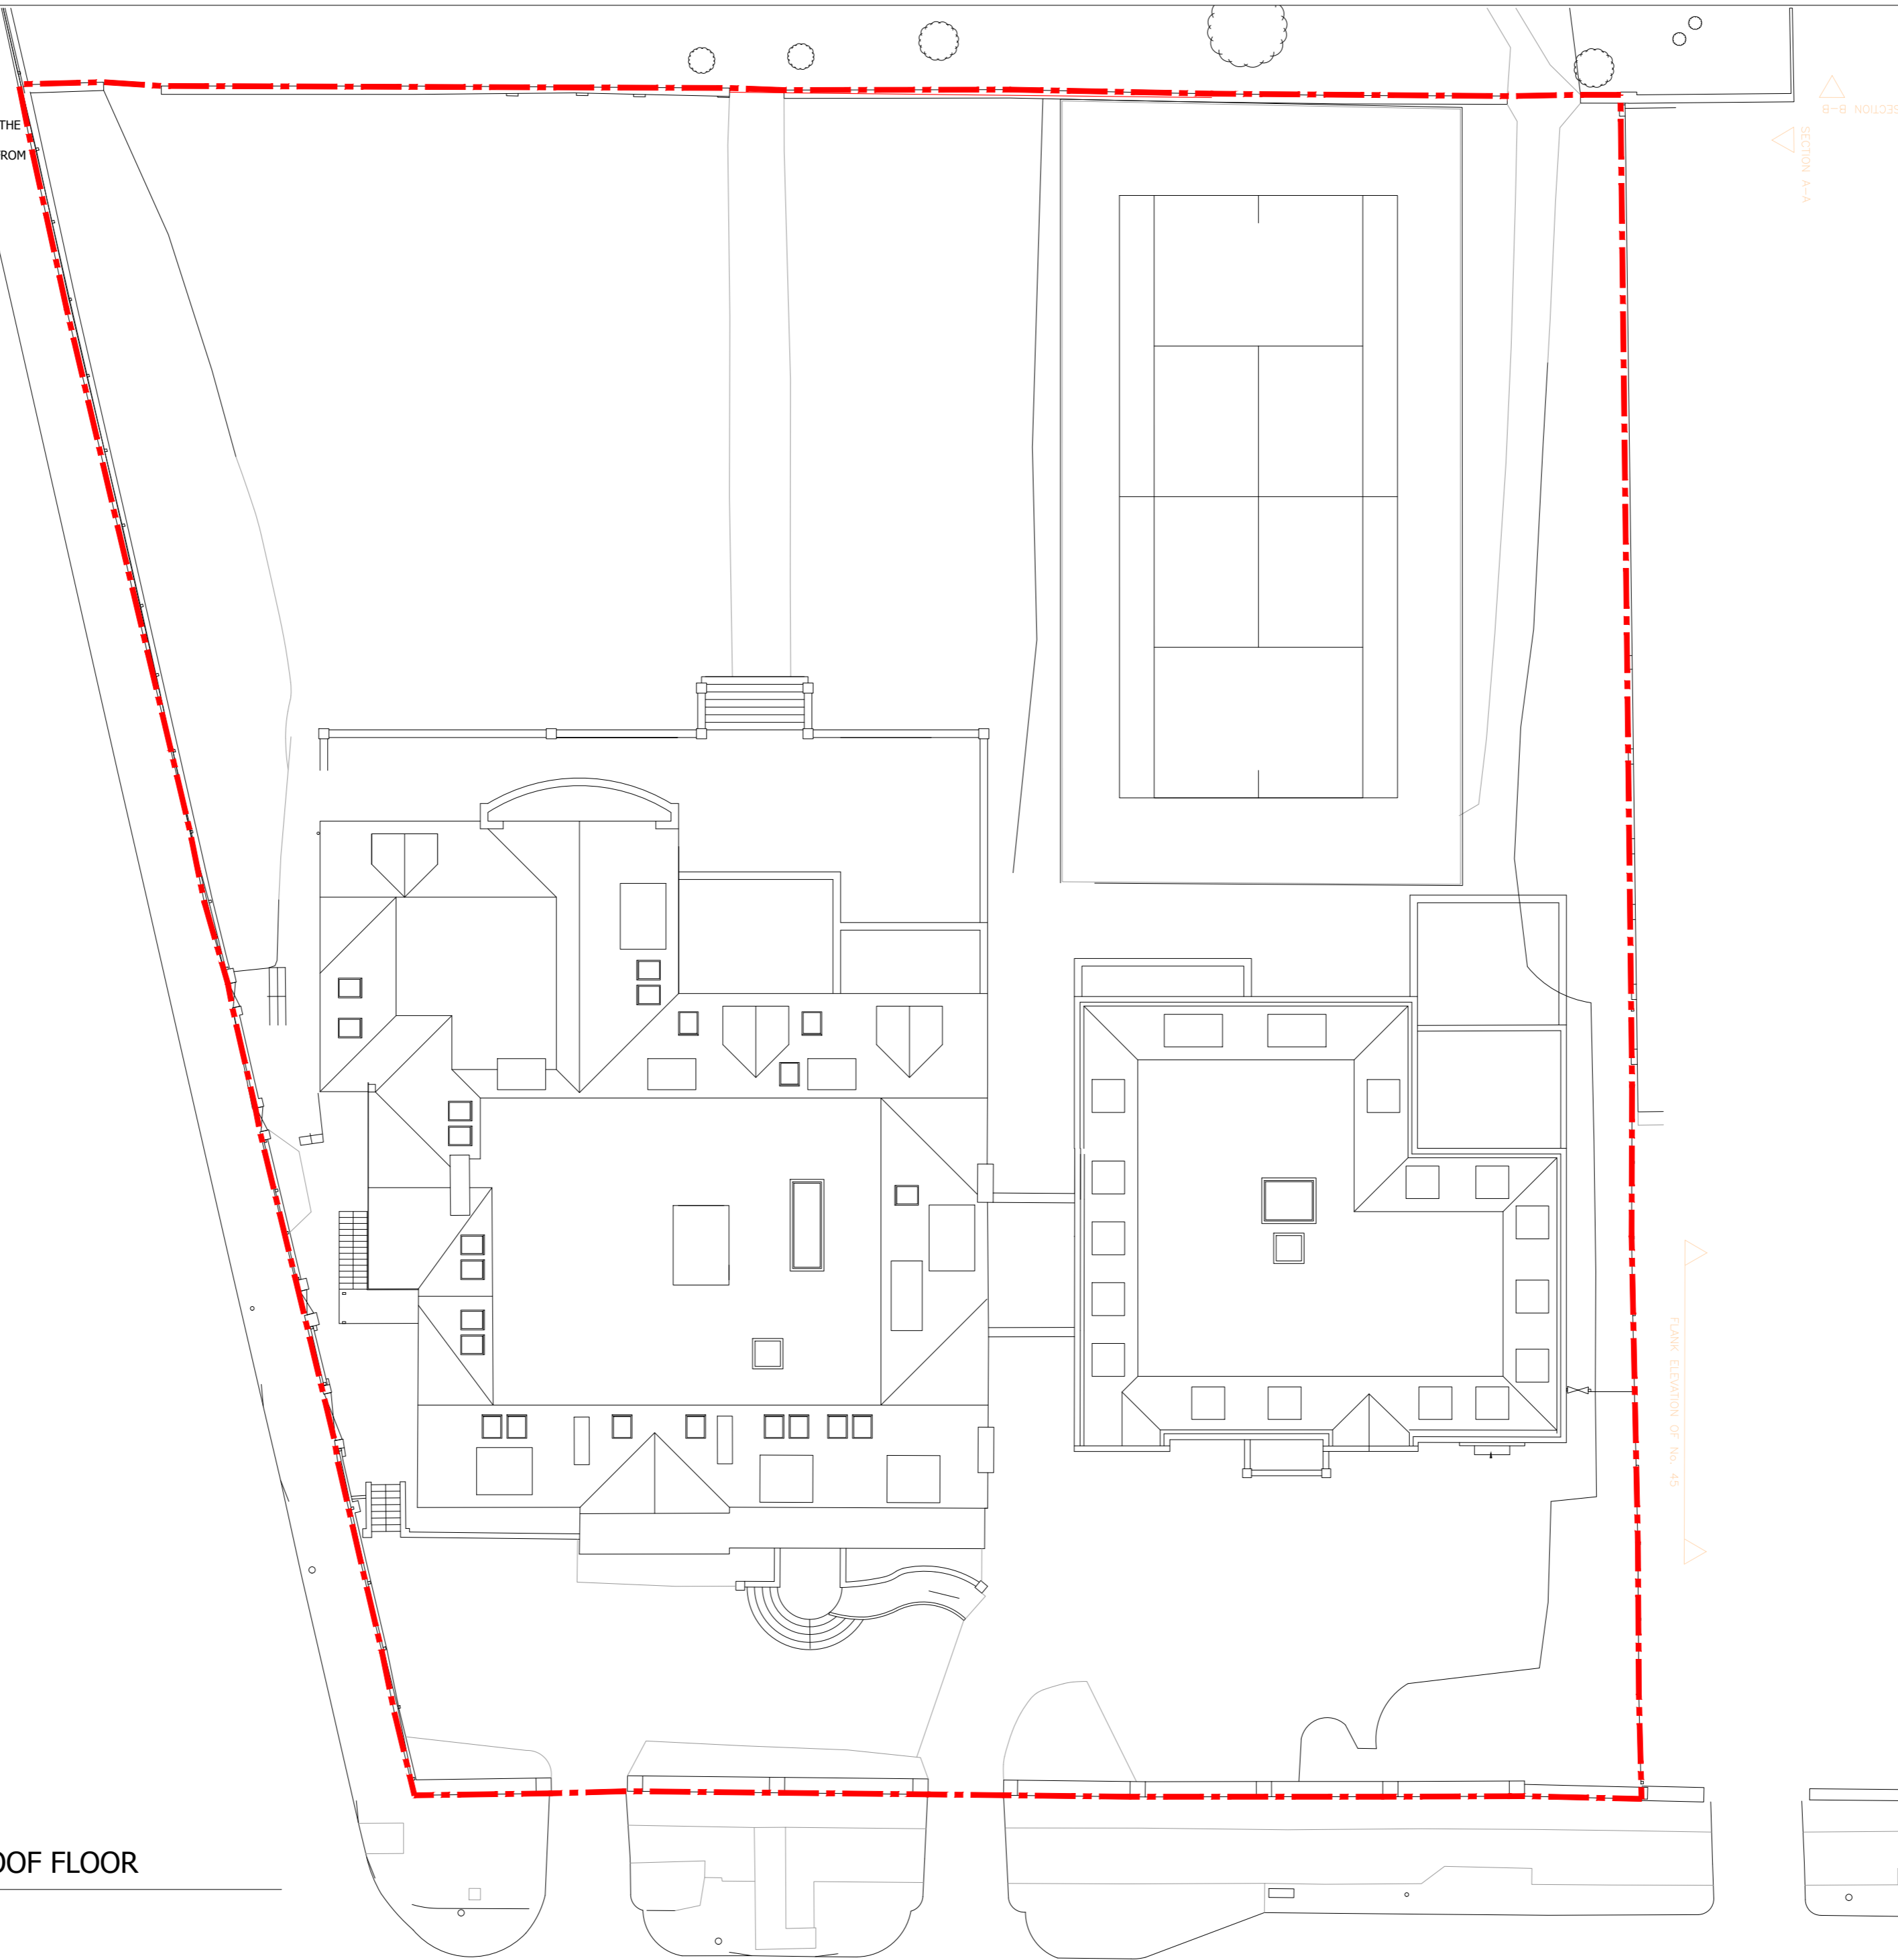 THE
ROM
SECTION B-B
SECTION A-A
FLANK ELEVATION OF No. 45
OOF FLOOR